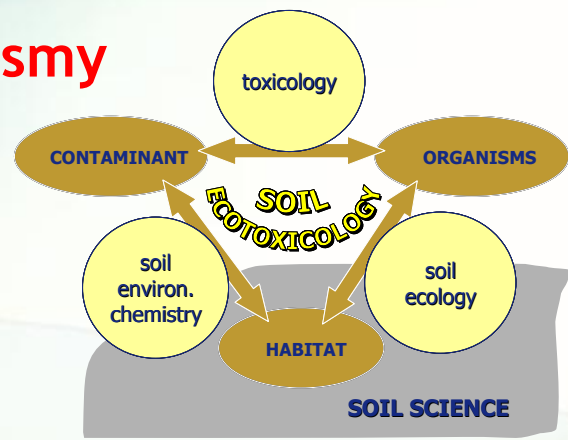 smy
toxicology
CONTAMINANT
ORGANISMS
SOIL
ECOTOXICOLOGY
soil
environ.
chemistry
soil
ecology
HABITAT
SOIL SCIENCE